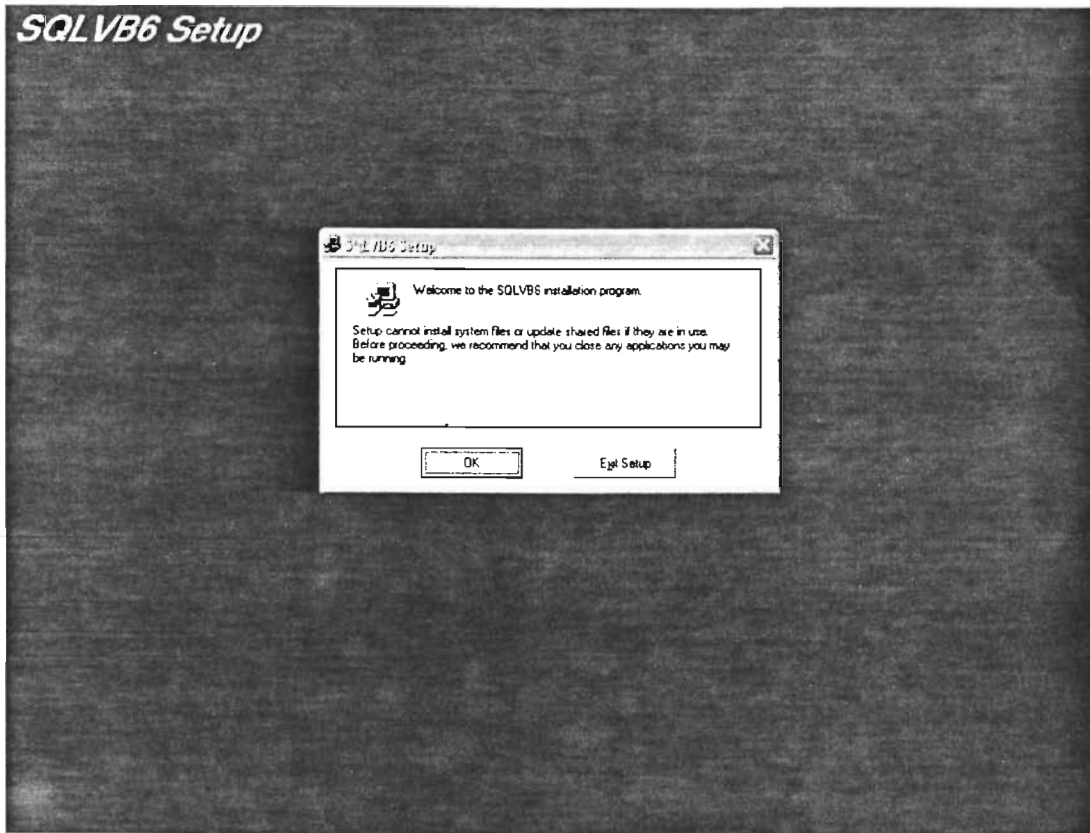 SQLVB6 Setup
SQLVB6 Setup
Welcome to the SQLVB6 installation program.
Setup cannot install system files or update shared files if they are in use.
Before proceeding, we recommend that you close any applications you may
be running
OK
Exit Setup